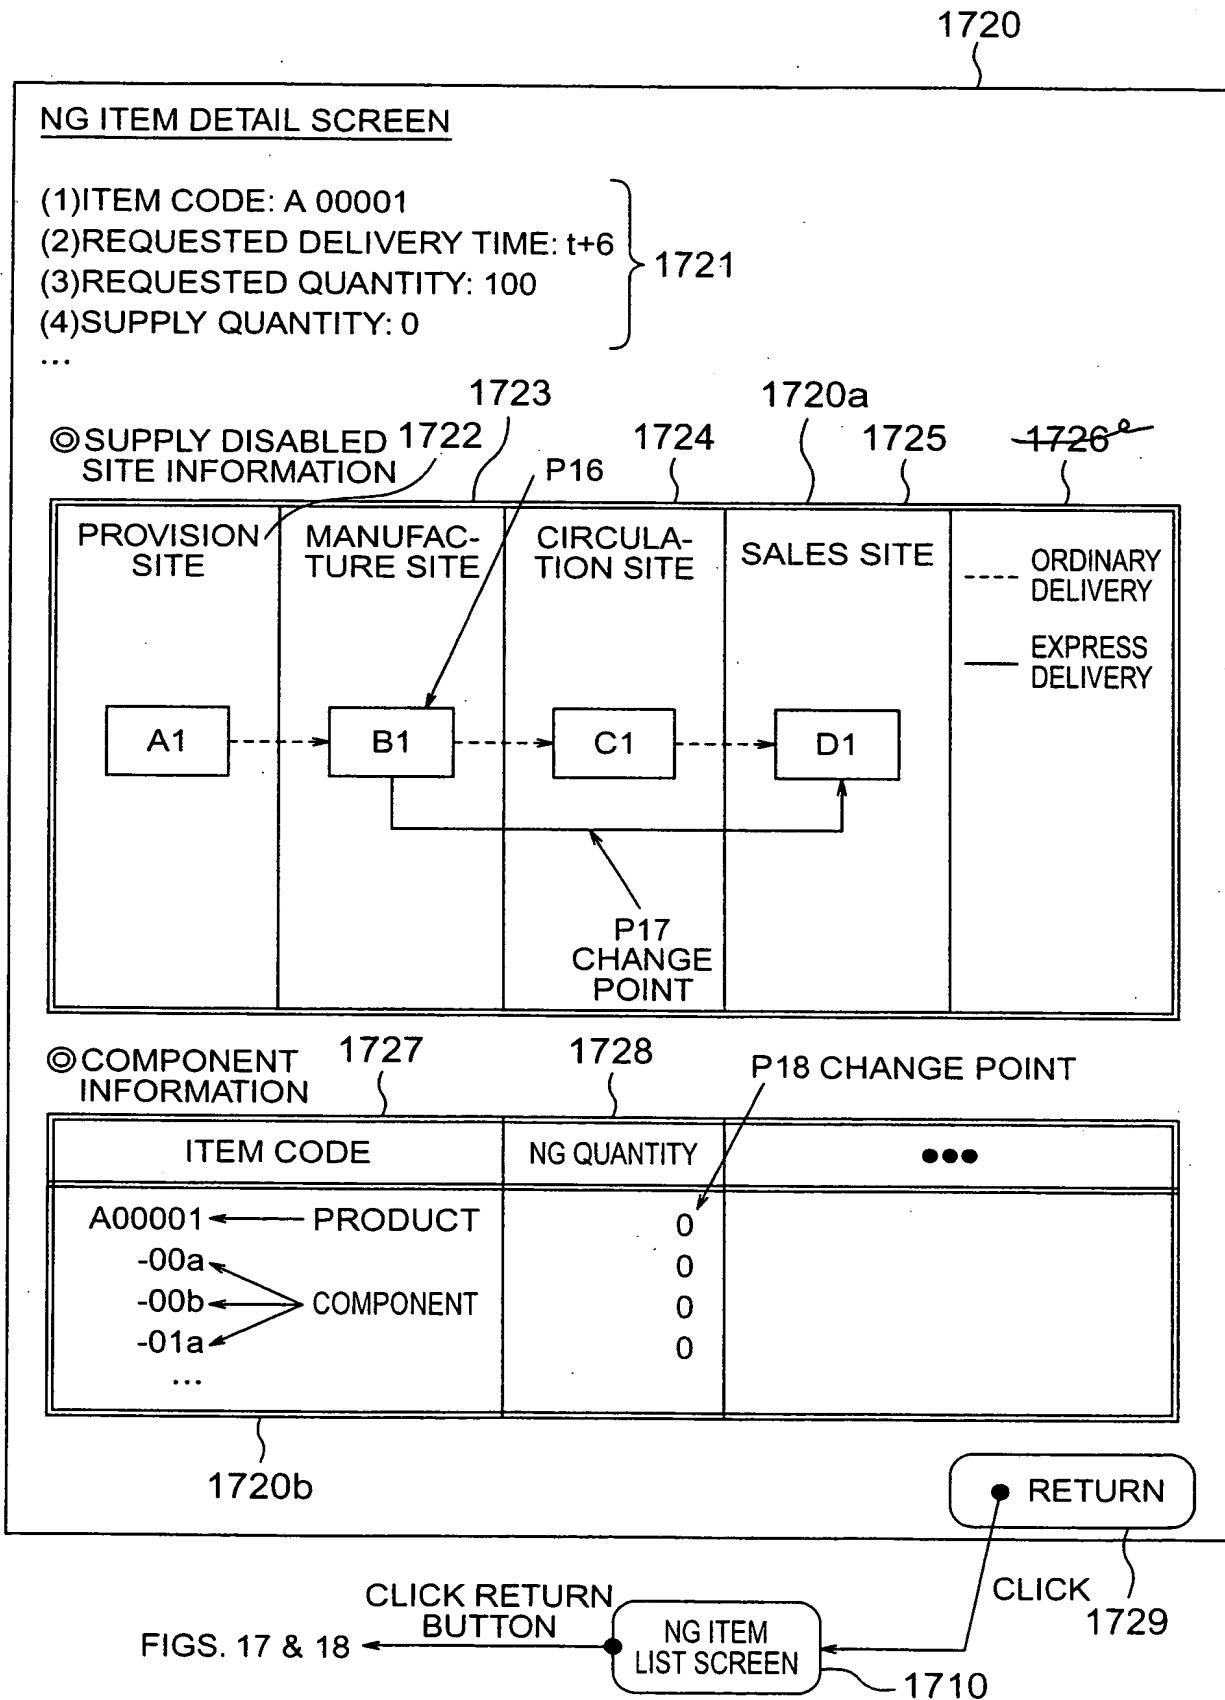 1720
NG ITEM DETAIL SCREEN
(1)ITEM CODE: A 00001
(2)REQUESTED DELIVERY TIME: t+6
(3)REQUESTED QUANTITY: 100
(4)SUPPLY QUANTITY: 0
...
1721
◎SUPPLY DISABLED
SITE INFORMATION
1722
1723
P16
1724
1720a
1725
1726
PROVISION
SITE
MANUFAC-
TURE SITE
CIRCULA-
TION SITE
SALES SITE
ORDINARY
DELIVERY
EXPRESS
DELIVERY
A1
B1
C1
D1
P17
CHANGE
POINT
◎COMPONENT
INFORMATION
1727
1728
P18 CHANGE POINT
ITEM CODE
NG QUANTITY
●●●
A00001
PRODUCT
0
-00a
0
-00b
COMPONENT
0
-01a
0
...
1720b
RETURN
CLICK
1729
CLICK RETURN
BUTTON
FIGS. 17 & 18
NG ITEM
LIST SCREEN
1710